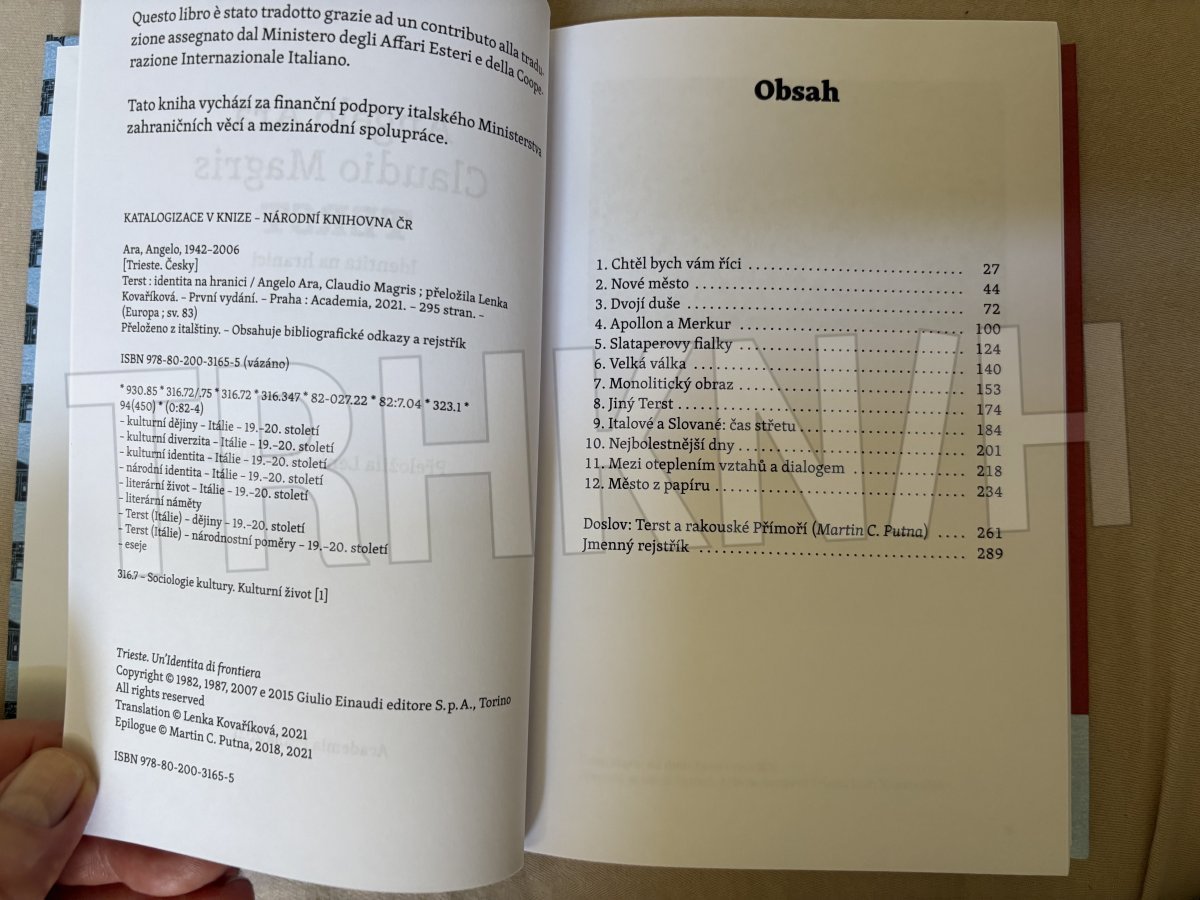 Questo libro è stato tradotto grazie ad un contributo alla tradu-
zione assegnato dal Ministero degli Affari Esteri e della Coope-
razione Internazionale Italiano.
Tato kniha vychází za finanční podpory italského Ministerstva
zahraničních věcí a mezinárodní spolupráce.
KATALOGIZACE V KNIZE – NÁRODNÍ KNIHOVNA ČR
Ara, Angelo, 1942–2006
[Trieste. Česky]
Terst : identita na hranici / Angelo Ara, Claudio Magris ; přeložila Lenka
Kovaříková. – První vydání. – Praha : Academia, 2021. – 295 stran. –
(Europa ; sv. 83)
Přeloženo z italštiny. – Obsahuje bibliografické odkazy a rejstřík
ISBN 978-80-200-3165-5 (vázáno)
* 930.85 * 316.72/.75 * 316.72 * 316.347 * 82-027.22 * 82:7.04 * 323.1 *
94(450) * (0:82-4)
– kulturní dějiny – Itálie – 19.–20. století
– kulturní diverzita – Itálie – 19.–20. století
– kulturní identita – Itálie – 19.–20. století
– národní identita – Itálie – 19.–20. století
– literární život – Itálie – 19.–20. století
– literární náměty
– Terst (Itálie) – dějiny – 19.–20. století
– Terst (Itálie) – národnostní poměry – 19.–20. století
– eseje
316.7 – Sociologie kultury. Kulturní život [1]
Trieste. Un'Identita di frontiera
Copyright © 1982, 1987, 2007 e 2015 Giulio Einaudi editore S. p. A., Torino
All rights reserved
Translation © Lenka Kovaříková, 2021
Epilogue © Martin C. Putna, 2018, 2021
ISBN 978-80-200-3165-5
Obsah
1. Chtěl bych vám říci ........ 27
2. Nové město ........ 44
3. Dvojí duše ........ 72
4. Apollon a Merkur ........ 100
5. Slataperovy fialky ........ 124
6. Velká válka ........ 140
7. Monolitický obraz ........ 153
8. Jiný Terst ........ 174
9. Italové a Slované: čas střetu ........ 184
10. Nejbolestnější dny ........ 201
11. Mezi oteplením vztahů a dialogem ........ 218
12. Město z papíru ........ 234
Doslov: Terst a rakouské Přímoří (Martin C. Putna) .... 261
Jmenný rejstřík ........ 289